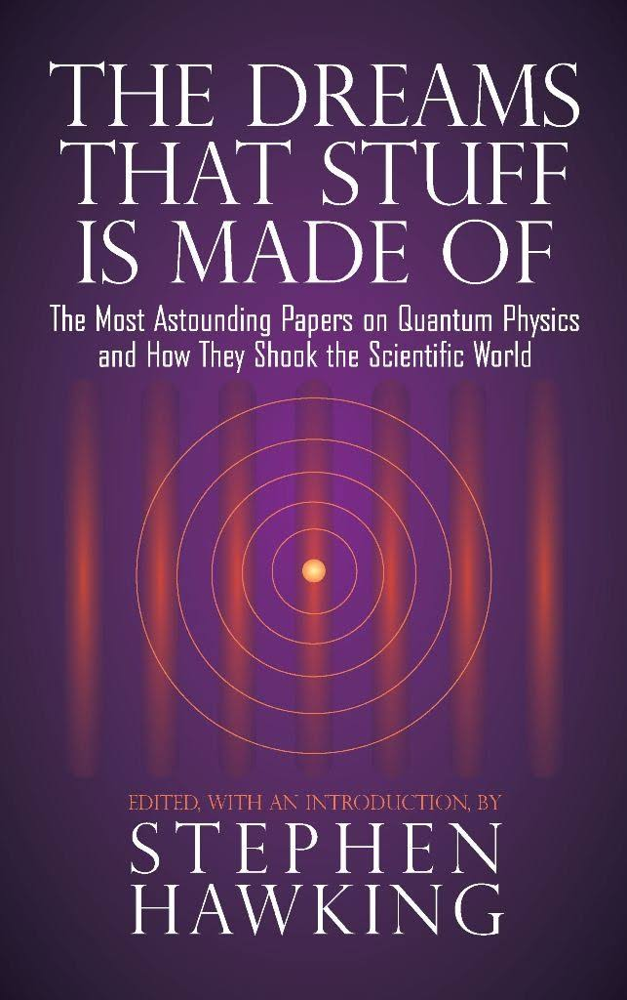 THE DREAMS
THAT STUFF
IS MADE OF
The Most Astounding Papers on Quantum Physics
and How They Shook the Scientific World
EDITED, WITH AN INTRODUCTION, BY
STEPHEN
HAWKING